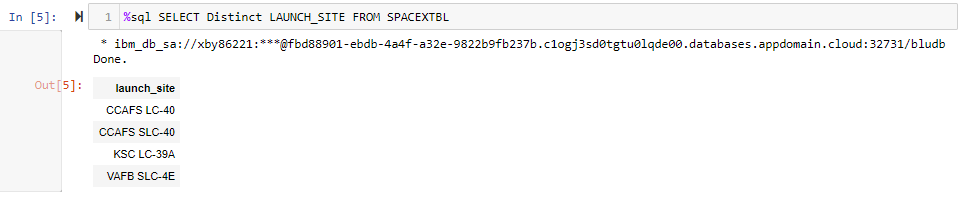 In [5]: 1 %sql SELECT Distinct LAUNCH_SITE FROM SPACEXTBL
* ibm_db_sa://xby86221:***@fbd88901-ebdb-4a4f-a32e-9822b9fb237b.c1ogj3sd0tgtu0lqde00.databases.appdomain.cloud:32731/bludb
Done.
Out[5]: launch_site
CCAFS LC-40
CCAFS SLC-40
KSC LC-39A
VAFB SLC-4E